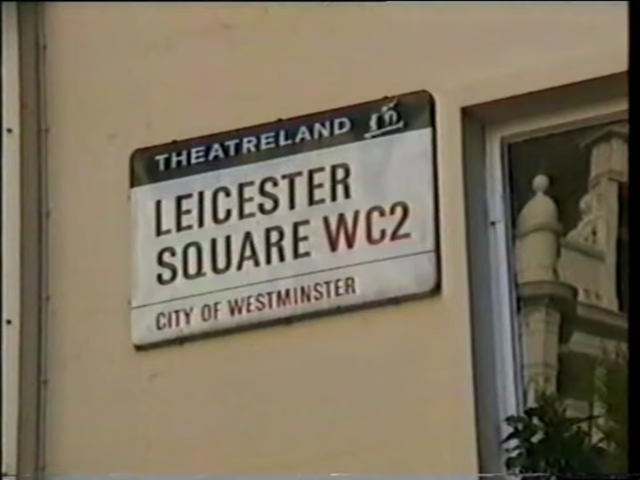 THEATRELAND
LEICESTER
SQUARE WC2
CITY OF WESTMINSTER